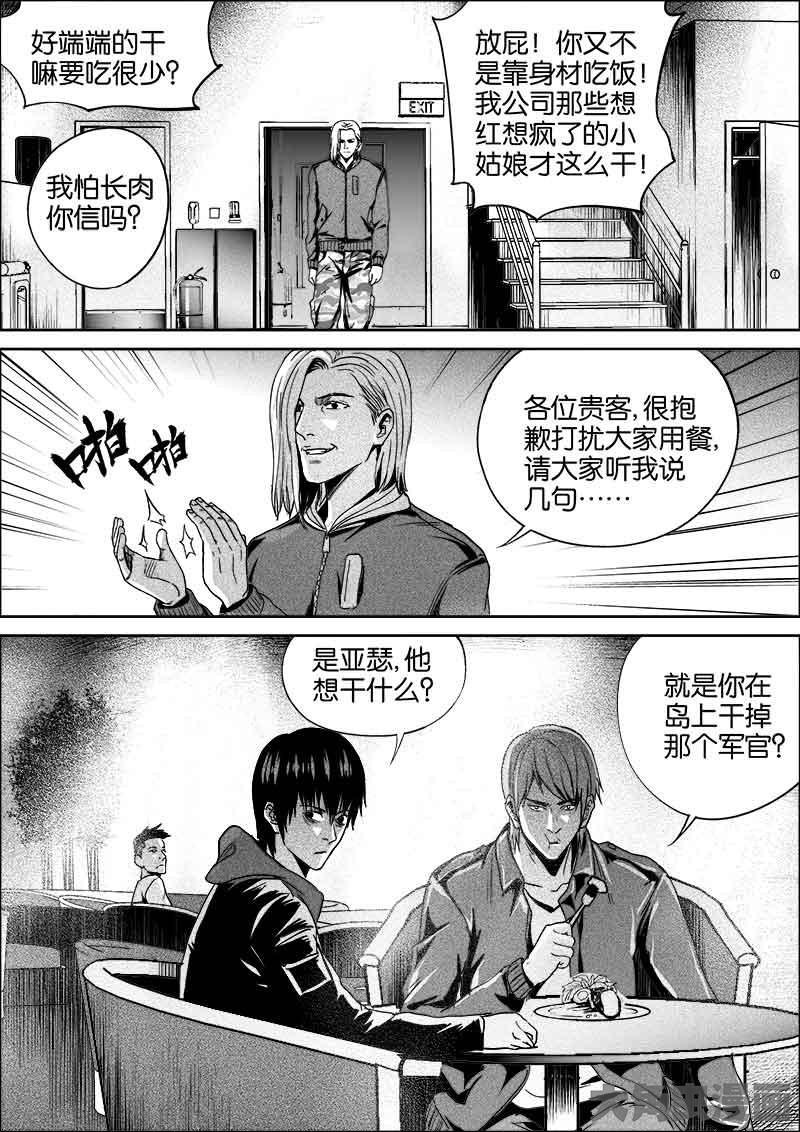 好端端的干
嘛要吃很少？
我怕长肉
你信吗？
EXIT
放屁！你又不
是靠身材吃饭！
我公司那些想
红想疯了的小
姑娘才这么干！
啪啪
各位贵客，很抱
歉打扰大家用餐，
请大家听我说
几句……
是亚瑟，他
想干什么？
就是你在
岛上干掉
那个军官？